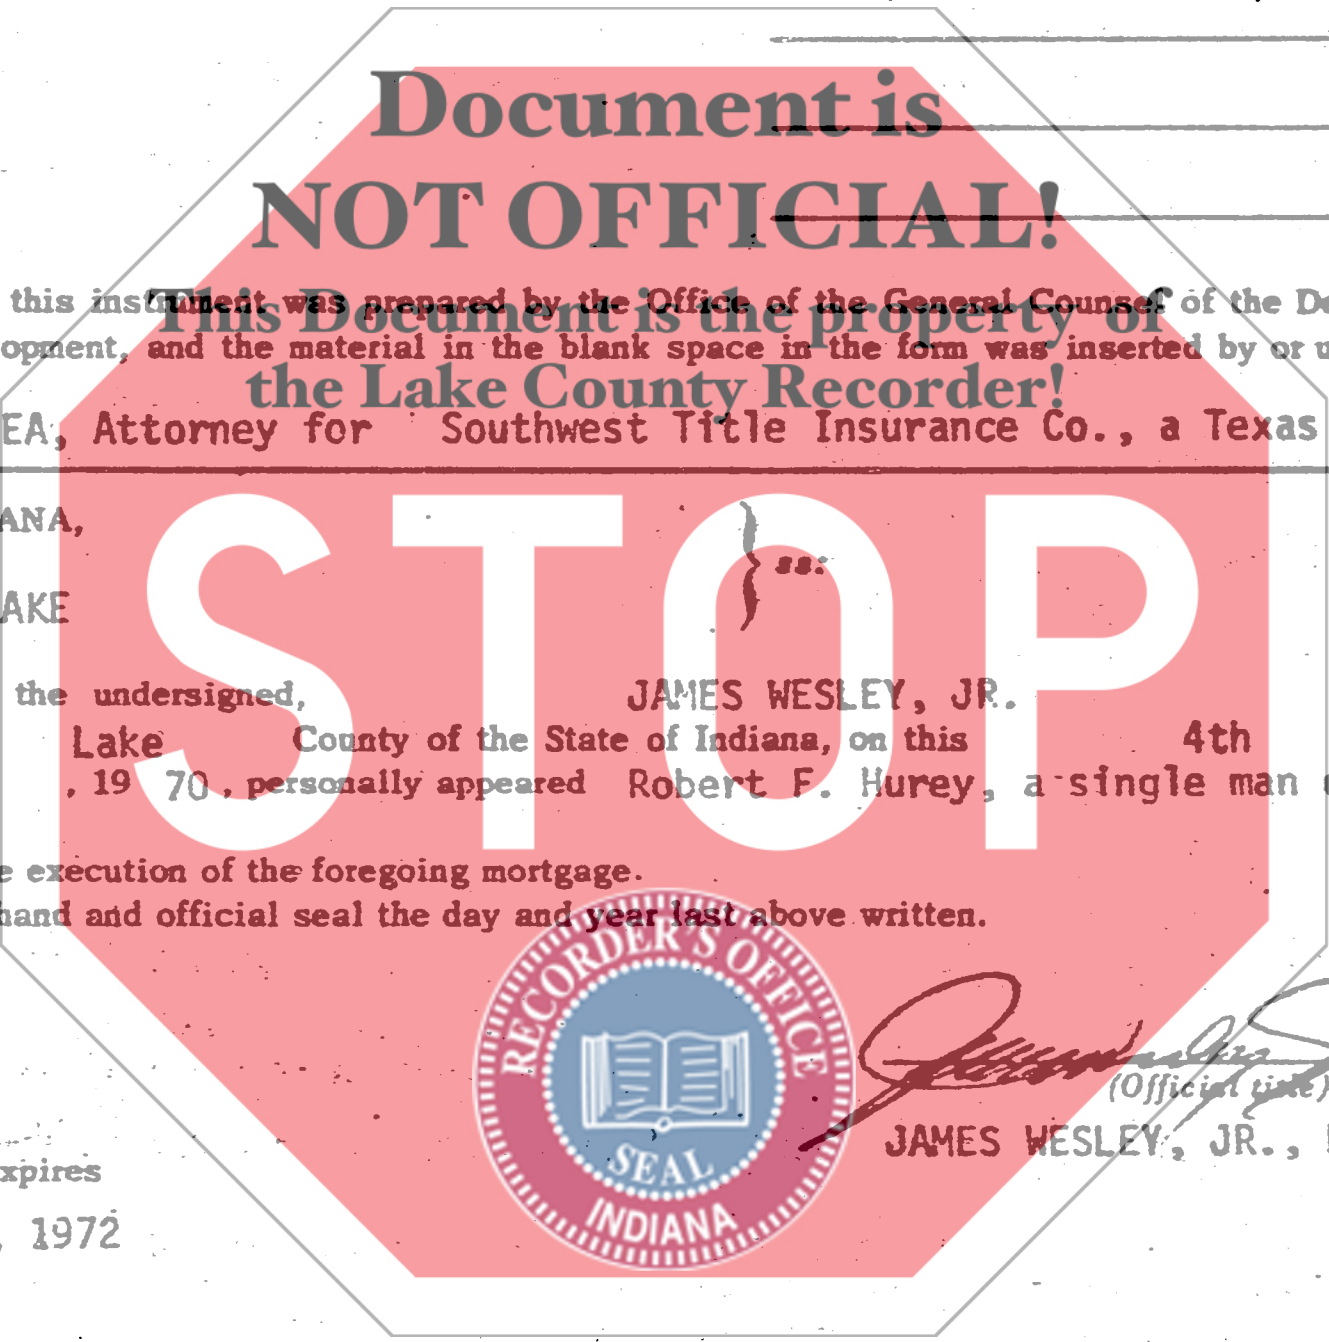 Document is
NOT OFFICIAL!
this instrument was prepared by the Office of the General Counsel of the De
This Document is the property of
opment, and the material in the blank space in the form was inserted by or u
the Lake County Recorder!
EA, Attorney for Southwest Title Insurance Co., a Texas
STOP
ANA,
ss:
AKE
the undersigned, JAMES WESLEY, JR.
Lake County of the State of Indiana, on this 4th
, 19 70, personally appeared Robert F. Hurey, a single man
e execution of the foregoing mortgage.
hand and official seal the day and year last above written.
RECORDER'S OFFICE
SEAL
INDIANA
(Official title)
JAMES WESLEY, JR.,
xpires
, 1972